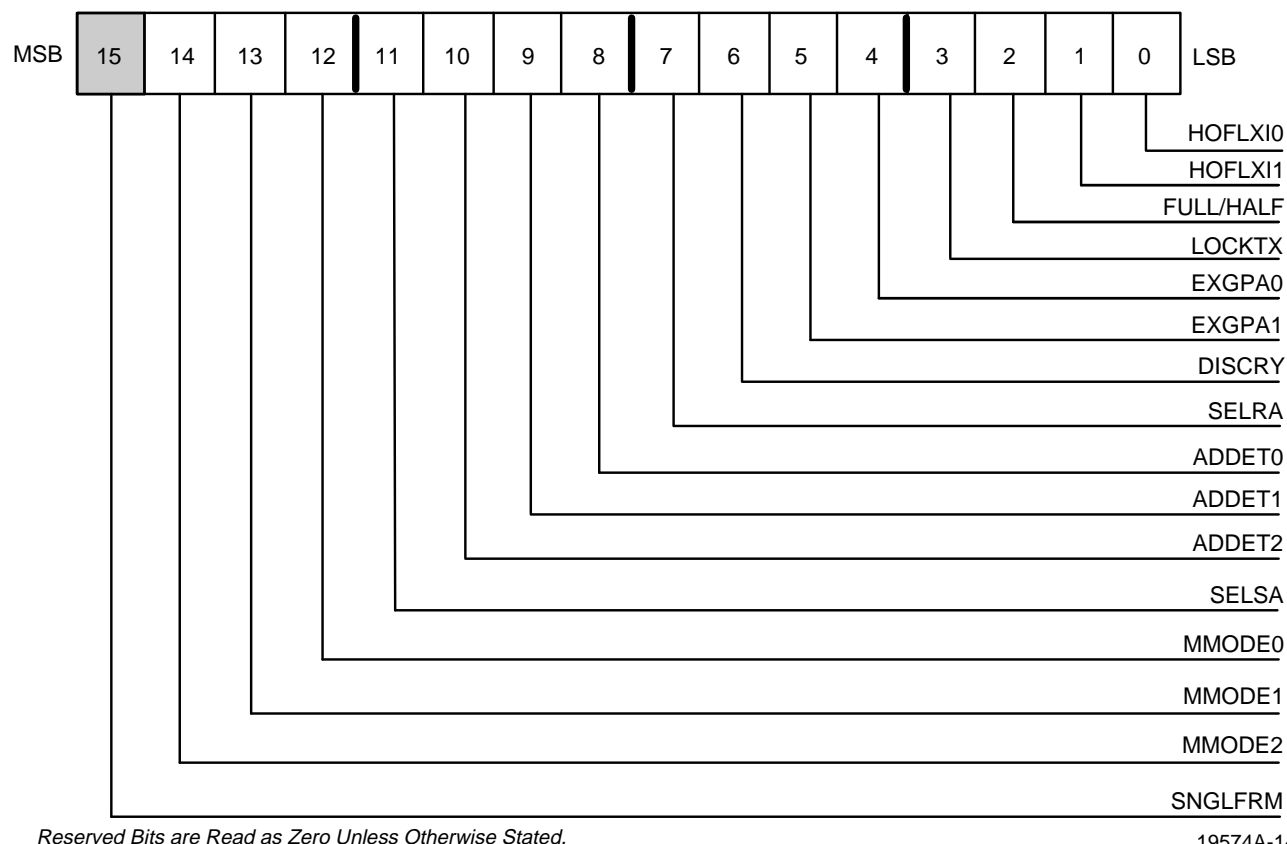 MSB 15 14 13 12 11 10 9 8 7 6 5 4 3 2 1 0 LSB
HOFLXI0
HOFLXI1
FULL/HALF
LOCKTX
EXGPA0
EXGPA1
DISCRY
SELRA
ADDET0
ADDET1
ADDET2
SELSA
MMODE0
MMODE1
MMODE2
SNGLFRM
Reserved Bits are Read as Zero Unless Otherwise Stated.
19574A-1